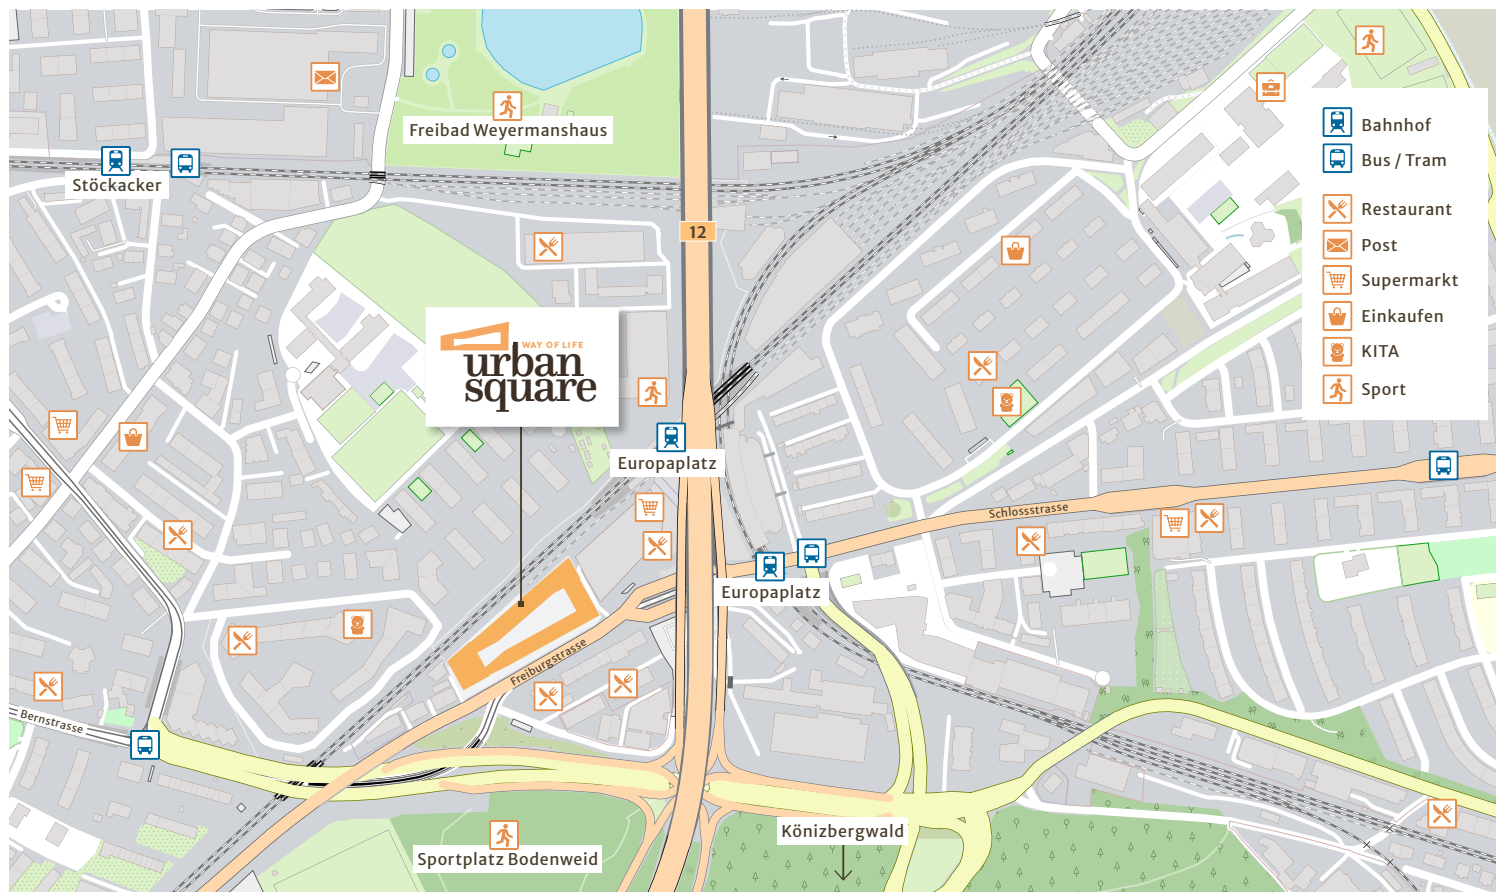 Freibad Weyermanshaus
Stöckacker
12
Bahnhof
Bus / Tram
Restaurant
Post
Supermarkt
Einkaufen
KITA
Sport
WAY OF LIFE
urban
square
Europaplatz
Schlossstrasse
Europaplatz
Freiburgstrasse
Bernstrasse
Könizbergwald
Sportplatz Bodenweid